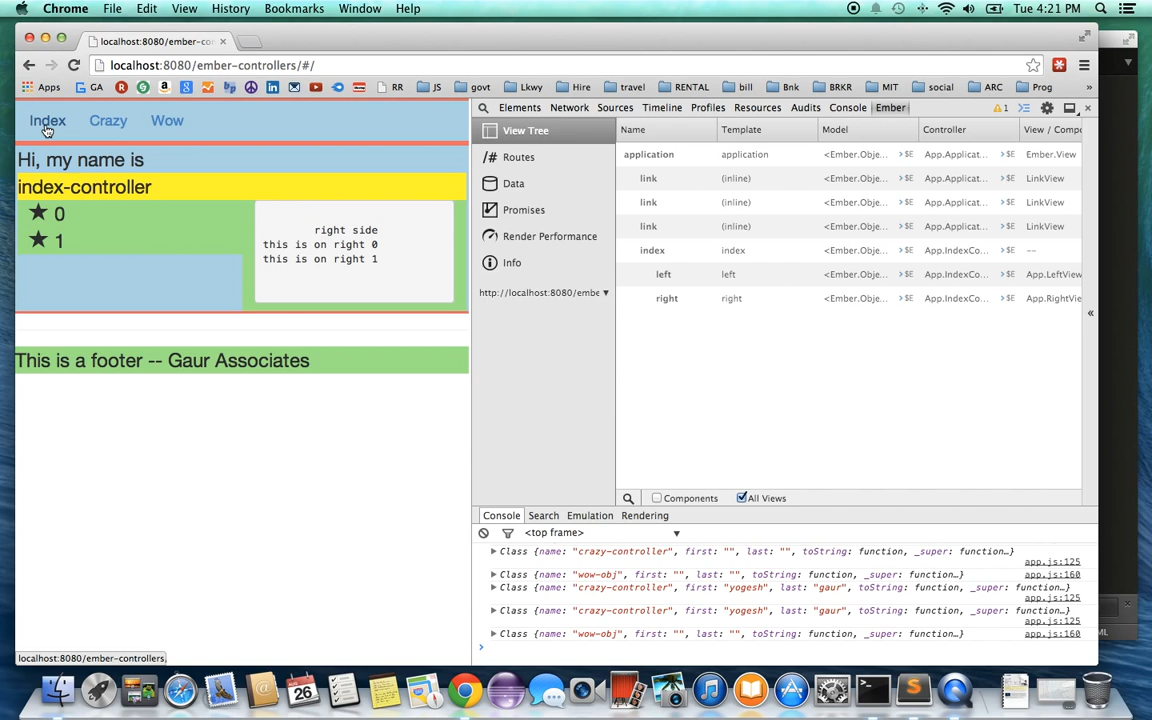 Chrome File Edit View History Bookmarks Window Help Tue 4:21 PM
localhost:8080/ember-co
localhost:8080/ember-controllers/#/
Apps GA RR JS govt Lkwy Hire travel RENTAL bill Bnk BRKR MIT social ARC Prog »
Index Crazy Wow
Hi, my name is
index-controller
★ 0
★ 1
right side
this is on right 0
this is on right 1
This is a footer -- Gaur Associates
localhost:8080/ember-controllers
Elements Network Sources Timeline Profiles Resources Audits Console Ember 1
View Tree
/# Routes
Data
Promises
Render Performance
Info
http://localhost:8080/embe ▼
Name Template Model Controller View / Compo
application application <Ember.Obje... >$E App.Applicat... >$E Ember.View
link (inline) <Ember.Obje... >$E App.Applicat... >$E LinkView
link (inline) <Ember.Obje... >$E App.Applicat... >$E LinkView
link (inline) <Ember.Obje... >$E App.Applicat... >$E LinkView
index index <Ember.Obje... >$E App.IndexCo... >$E --
left left <Ember.Obje... >$E App.IndexCo... >$E App.LeftView
right right <Ember.Obje... >$E App.IndexCo... >$E App.RightVie
Components All Views
Console Search Emulation Rendering
<top frame> ▼
Class {name: "crazy-controller", first: "", last: "", toString: function, _super: function…}
app.js:125
Class {name: "wow-obj", first: "", last: "", toString: function, _super: function…} app.js:160
Class {name: "crazy-controller", first: "yogesh", last: "gaur", toString: function, _super: function…}
app.js:125
Class {name: "crazy-controller", first: "yogesh", last: "gaur", toString: function, _super: function…}
app.js:125
Class {name: "wow-obj", first: "", last: "", toString: function, _super: function…} app.js:160
ML
26